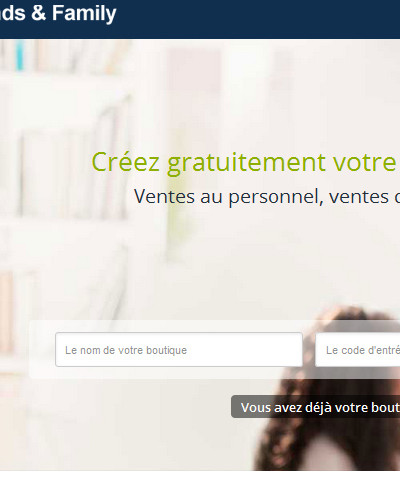 ds & Family
Créez gratuitement votre
Ventes au personnel, ventes
Le nom de votre boutique
Le code d'entré
Vous avez déjà votre bout